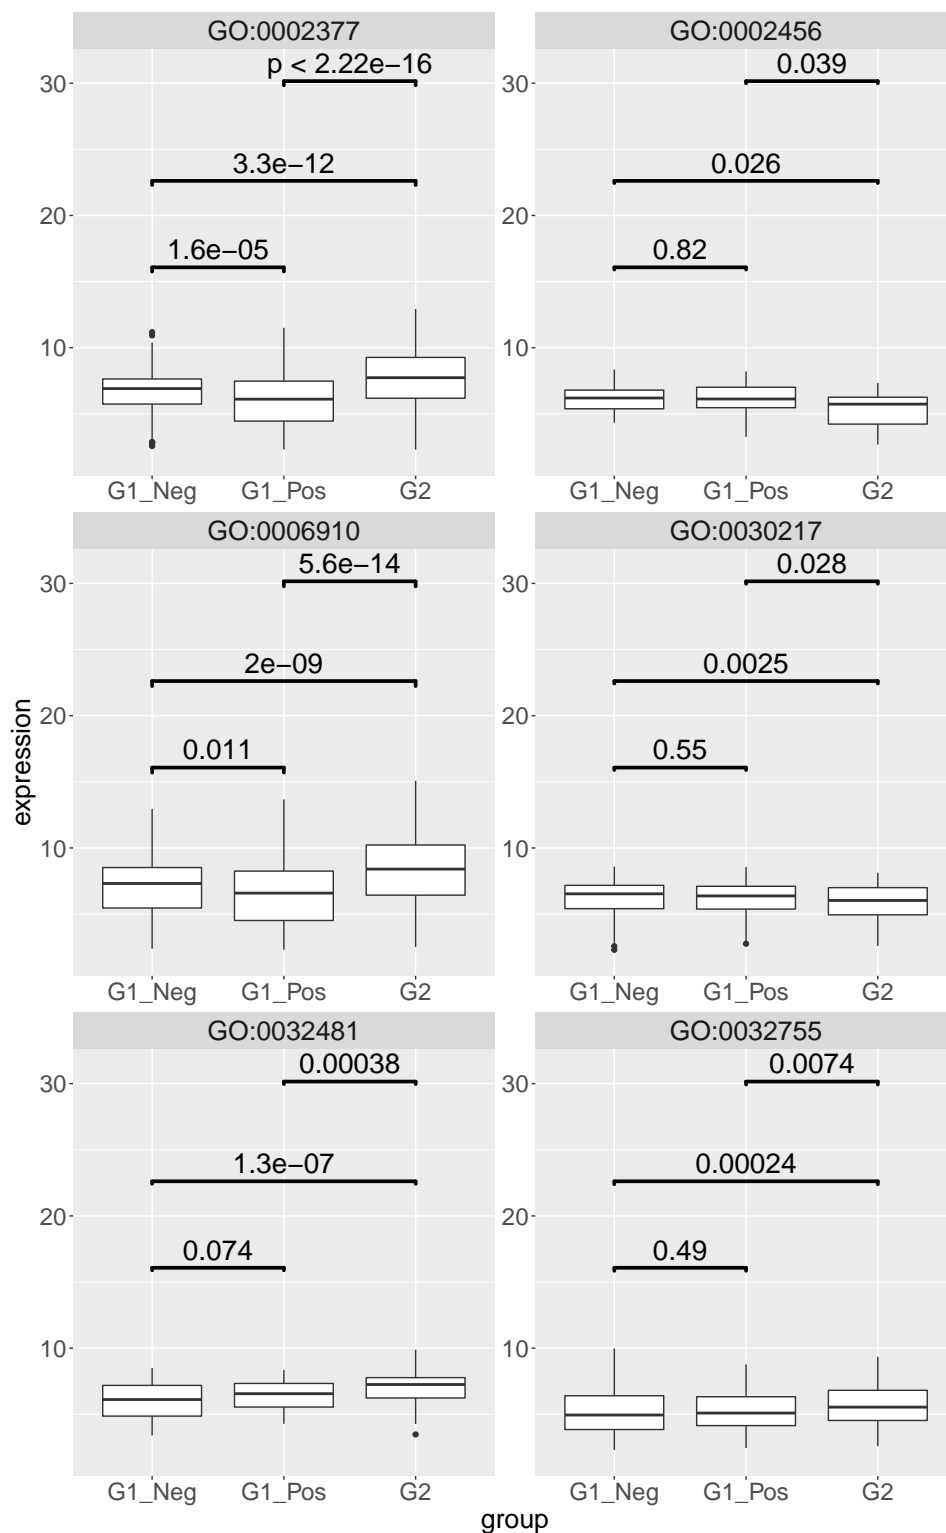 GO:0002377
GO:0002456
p < 2.22e−16
3.3e−12
1.6e−05
0.039
0.026
0.82
30
20
10
30
20
10
G1_Neg G1_Pos G2
G1_Neg G1_Pos G2
GO:0006910
GO:0030217
5.6e−14
2e−09
0.011
0.028
0.0025
0.55
30
20
10
30
20
10
G1_Neg G1_Pos G2
G1_Neg G1_Pos G2
expression
GO:0032481
GO:0032755
0.00038
1.3e−07
0.074
0.0074
0.00024
0.49
30
20
10
30
20
10
G1_Neg G1_Pos G2
G1_Neg G1_Pos G2
group